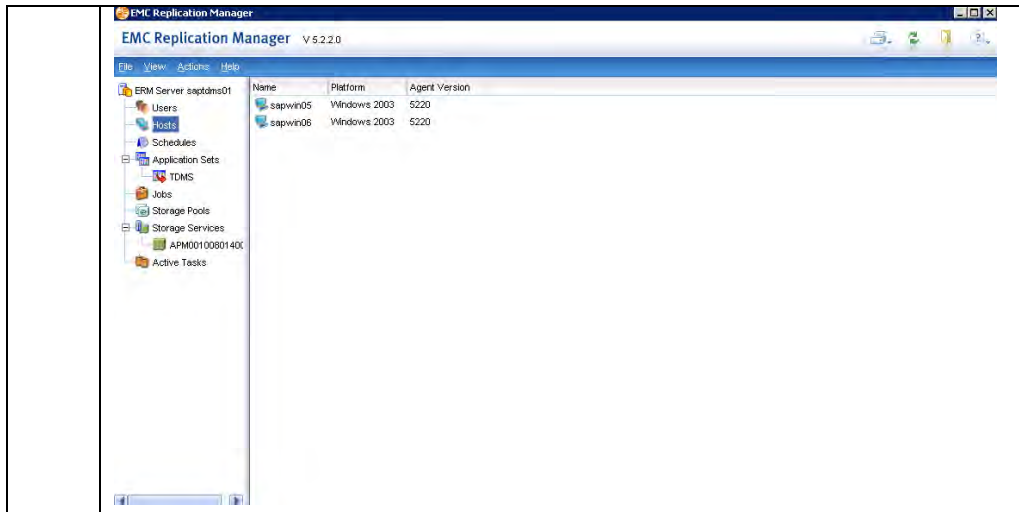 EMC Replication Manager
EMC Replication Manager V 5.2.2.0
File View Actions Help
ERM Server saptdms01
Users
Hosts
Schedules
Application Sets
TDMS
Jobs
Storage Pools
Storage Services
APM0010080140
Active Tasks
Name Platform Agent Version
sapwin05 Windows 2003 5220
sapwin06 Windows 2003 5220